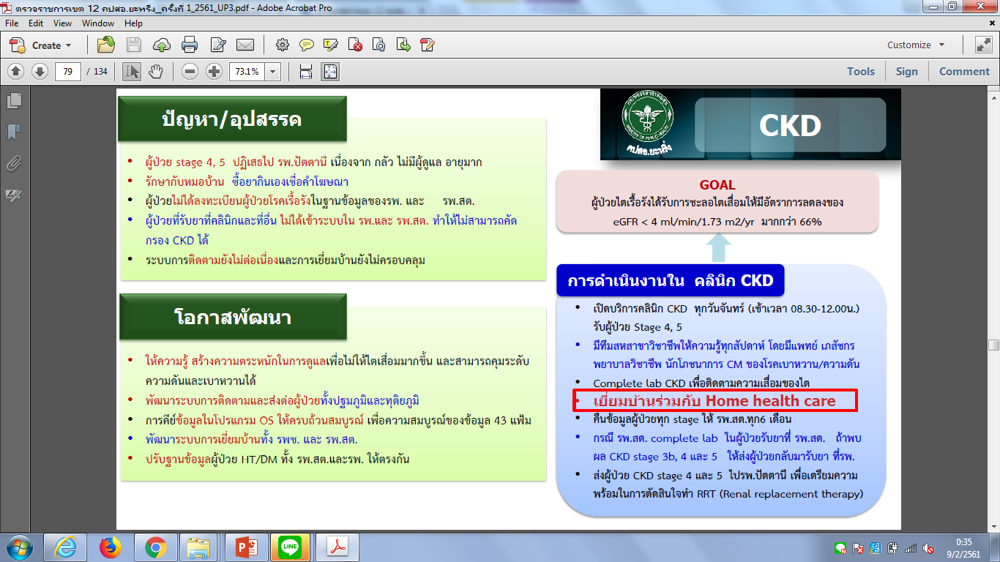 ตรวจราชการเขต 12 คปสอ.ยะหริ่ง_ครั้งที่ 1_2561_UP3.pdf - Adobe Acrobat Pro
File Edit View Window Help
Create
Customize
79 / 134
73.1%
Tools Sign Comment
ปัญหา/อุปสรรค
• ผู้ป่วย stage 4, 5 ปฏิเสธไป รพ.ปัตตานี เนื่องจาก กลัว ไม่มีผู้ดูแล อายุมาก
• รักษากับหมอบ้าน ซื้อยากินเองเชื่อคำโฆษณา
• ผู้ป่วยไม่ได้ลงทะเบียนผู้ป่วยโรคเรื้อรังในฐานข้อมูลของรพ. และ รพ.สต.
• ผู้ป่วยที่รับยาที่คลินิกและที่อื่น ไม่ได้เข้าระบบใน รพ.และ รพ.สต. ทำให้ไม่สามารถคัด
กรอง CKD ได้
• ระบบการติดตามยังไม่ต่อเนื่องและการเยี่ยมบ้านยังไม่ครอบคลุม
โอกาสพัฒนา
• ให้ความรู้ สร้างความตระหนักในการดูแลเพื่อไม่ให้ไตเสื่อมมากขึ้น และสามารถคุมระดับ
ความดันและเบาหวานได้
• พัฒนาระบบการติดตามและส่งต่อผู้ป่วยทั้งปฐมภูมิและทุติยภูมิ
• การคีย์ข้อมูลในโปรแกรม OS ให้ครบถ้วนสมบูรณ์ เพื่อความสมบูรณ์ของข้อมูล 43 แฟ้ม
• พัฒนาระบบการเยี่ยมบ้านทั้ง รพช. และ รพ.สต.
• ปรับฐานข้อมูลผู้ป่วย HT/DM ทั้ง รพ.สต.และรพ. ให้ตรงกัน
กระทรวงสาธารณสุข
MINISTRY OF PUBLIC HEALTH
คปสอ.ยะหริ่ง
CKD
GOAL
ผู้ป่วยไตเรื้อรังได้รับการชะลอไตเสื่อมให้มีอัตราการลดลงของ
eGFR < 4 ml/min/1.73 m2/yr มากกว่า 66%
การดำเนินงานใน คลินิก CKD
• เปิดบริการคลินิก CKD ทุกวันจันทร์ (เช้าเวลา 08.30-12.00น.)
รับผู้ป่วย Stage 4, 5
• มีทีมสหสาขาวิชาชีพให้ความรู้ทุกสัปดาห์ โดยมีแพทย์ เภสัชกร
พยาบาลวิชาชีพ นักโภชนาการ CM ของโรคเบาหวาน/ความดัน
• Complete lab CKD เพื่อติดตามความเสื่อมของไต
• เยี่ยมบ้านร่วมกับ Home health care
• คืนข้อมูลผู้ป่วยทุก stage ให้ รพ.สต.ทุก6 เดือน
• กรณี รพ.สต. complete lab ในผู้ป่วยรับยาที่ รพ.สต. ถ้าพบ
ผล CKD stage 3b, 4 และ 5 ให้ส่งผู้ป่วยกลับมารับยา ที่รพ.
• ส่งผู้ป่วย CKD stage 4 และ 5 ไปรพ.ปัตตานี เพื่อเตรียมความ
พร้อมในการตัดสินใจทำ RRT (Renal replacement therapy)
LINE
0:35
9/2/2561